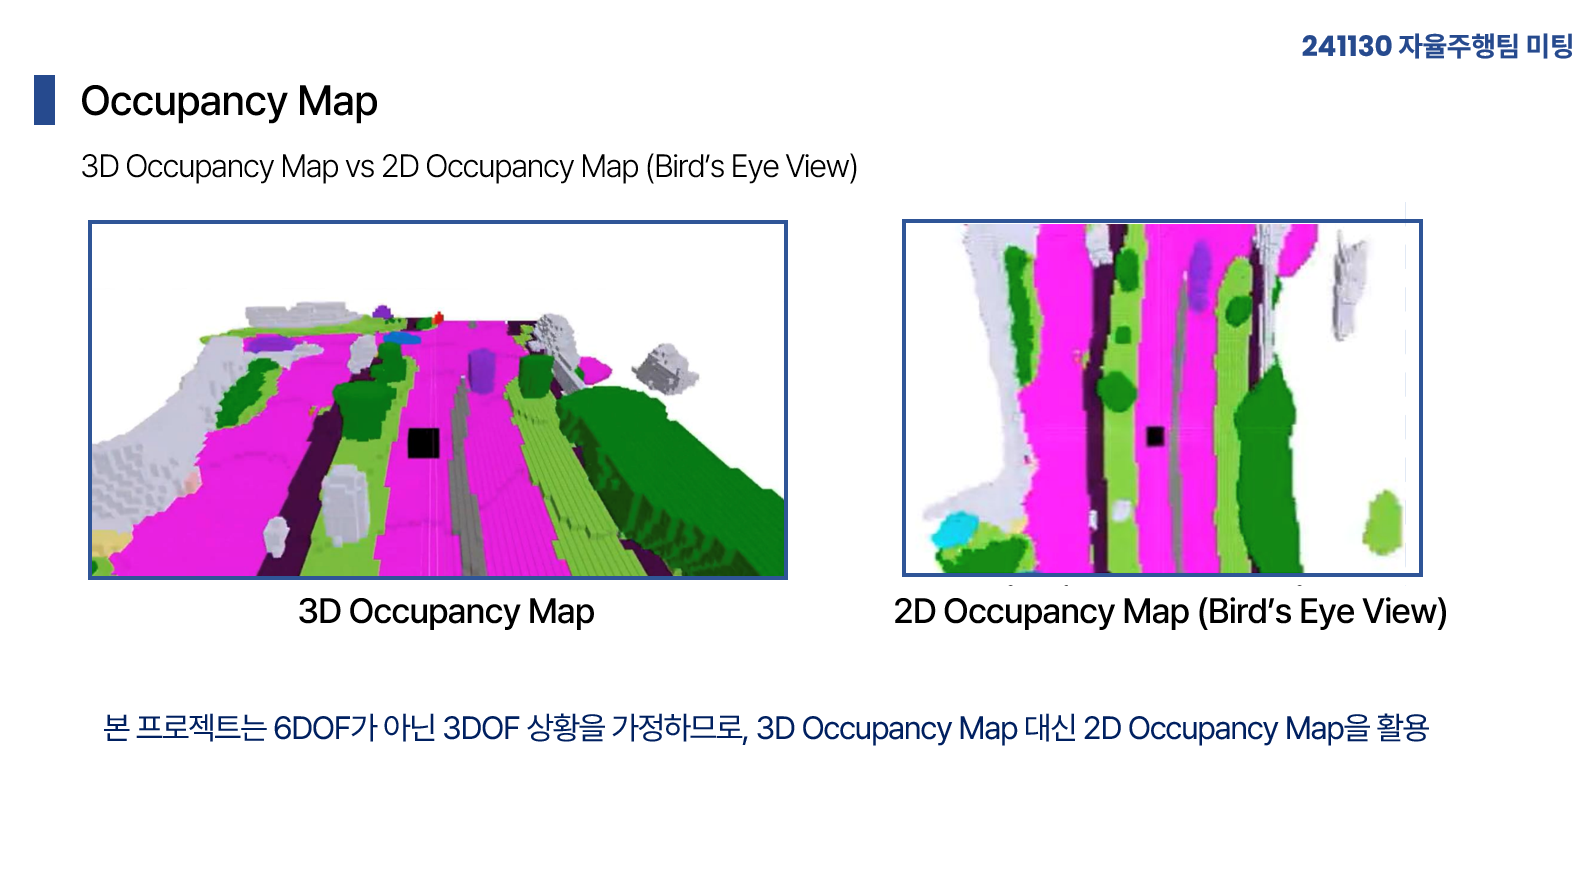 241130 자율주행팀 미팅
Occupancy Map
3D Occupancy Map vs 2D Occupancy Map (Bird’s Eye View)
3D Occupancy Map
2D Occupancy Map (Bird’s Eye View)
본 프로젝트는 6DOF가 아닌 3DOF 상황을 가정하므로, 3D Occupancy Map 대신 2D Occupancy Map을 활용